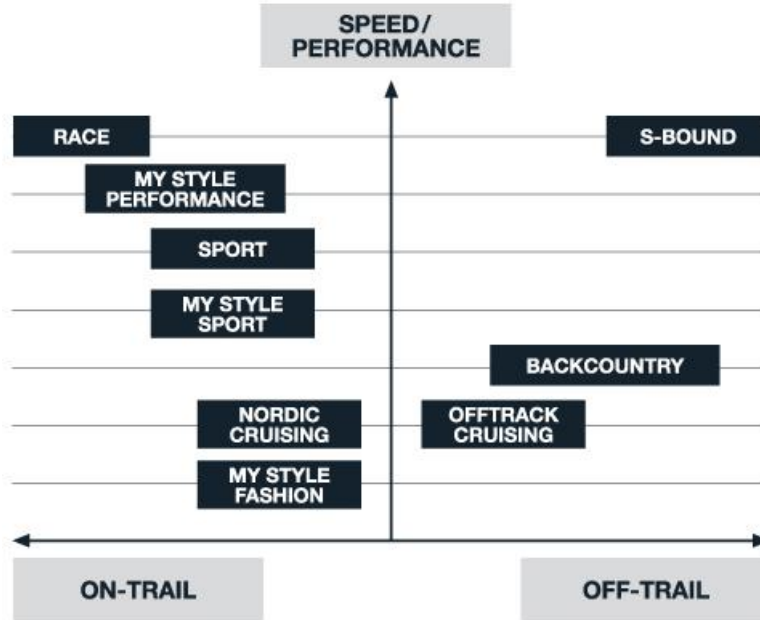 SPEED/
PERFORMANCE
RACE
S-BOUND
MY STYLE
PERFORMANCE
SPORT
MY STYLE
SPORT
BACKCOUNTRY
NORDIC
CRUISING
OFFTRACK
CRUISING
MY STYLE
FASHION
ON-TRAIL
OFF-TRAIL